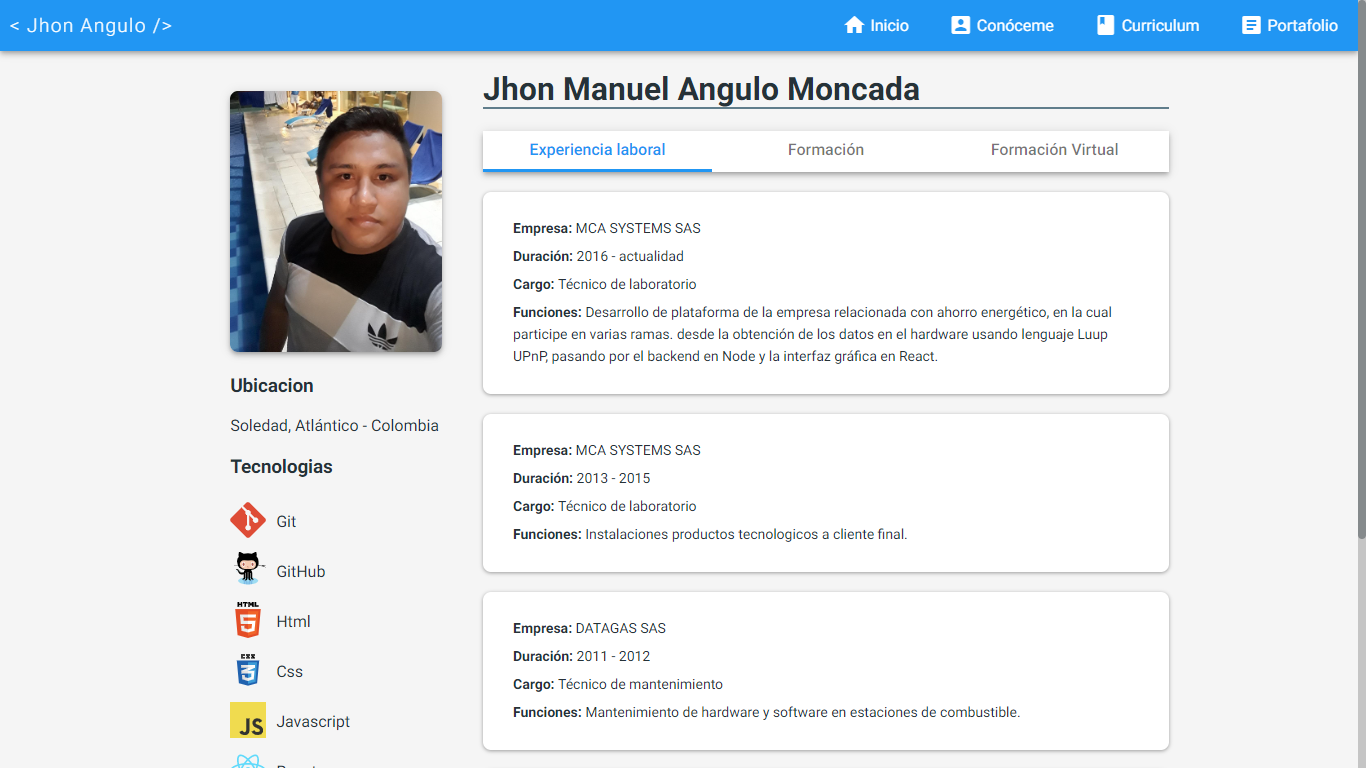 < Jhon Angulo />
Inicio
Conóceme
Curriculum
Portafolio
Jhon Manuel Angulo Moncada
Experiencia laboral
Formación
Formación Virtual
Empresa: MCA SYSTEMS SAS
Duración: 2016 - actualidad
Cargo: Técnico de laboratorio
Funciones: Desarrollo de plataforma de la empresa relacionada con ahorro energético, en la cual
participe en varias ramas. desde la obtención de los datos en el hardware usando lenguaje Luup
UPnP, pasando por el backend en Node y la interfaz gráfica en React.
Empresa: MCA SYSTEMS SAS
Duración: 2013 - 2015
Cargo: Técnico de laboratorio
Funciones: Instalaciones productos tecnologicos a cliente final.
Empresa: DATAGAS SAS
Duración: 2011 - 2012
Cargo: Técnico de mantenimiento
Funciones: Mantenimiento de hardware y software en estaciones de combustible.
adidas
Ubicacion
Soledad, Atlántico - Colombia
Tecnologias
Git
GitHub
HTML
5
Html
CSS
3
Css
JS
Javascript